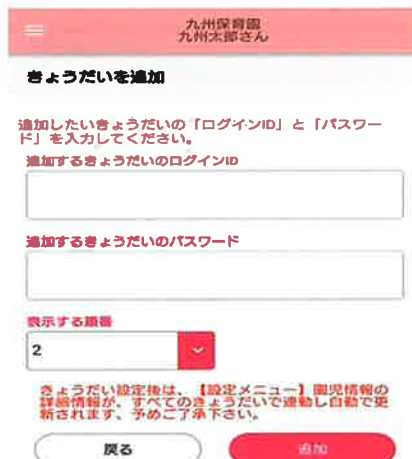 九州保育園
九州太郎さん
きょうだいを追加
追加したいきょうだいの「ログインID」と「パスワー
ド」を入力してください。
追加するきょうだいのログインID
追加するきょうだいのパスワード
表示する順番
2
きょうだい設定後は、【設定メニュー】園児情報の
詳細情報が、すべてのきょうだいで連動し自動で更
新されます、予めご了承下さい。
戻る
追加